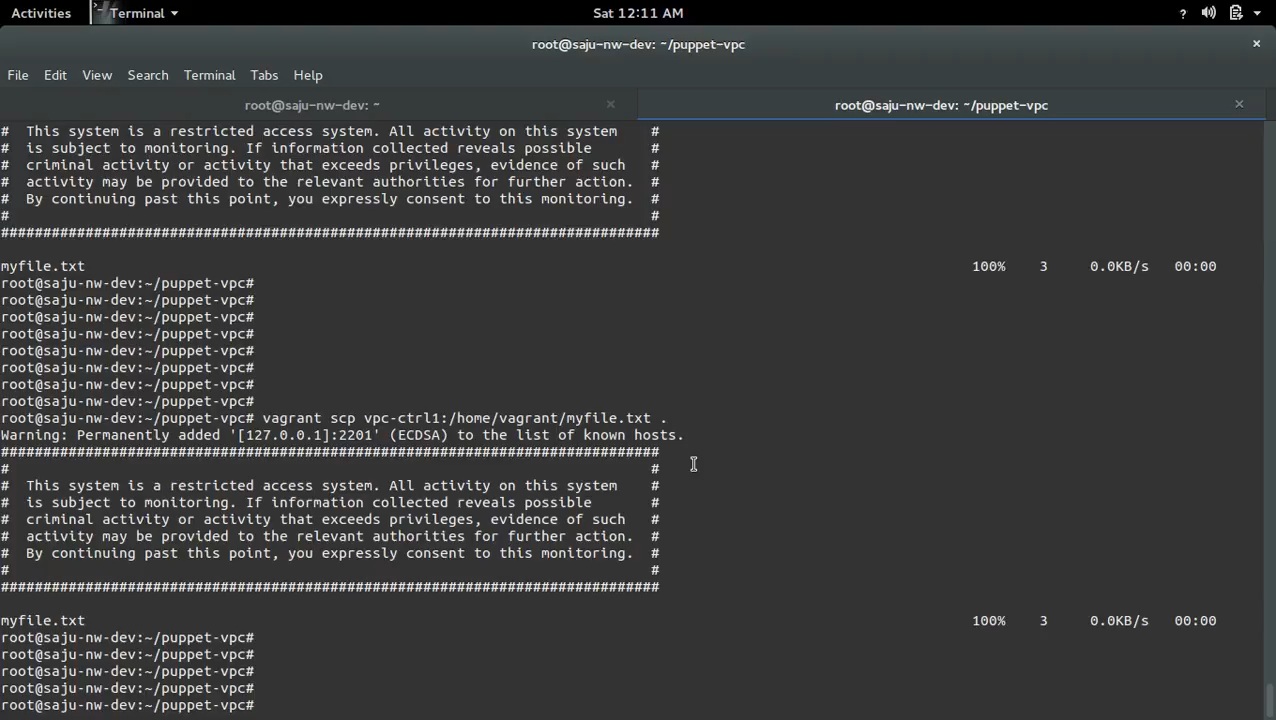 Activities Terminal Sat 12:11 AM ?
root@saju-nw-dev: ~/puppet-vpc ×
File Edit View Search Terminal Tabs Help
root@saju-nw-dev: ~ × root@saju-nw-dev: ~/puppet-vpc ×
#  This system is a restricted access system. All activity on this system    #
#  is subject to monitoring. If information collected reveals possible       #
#  criminal activity or activity that exceeds privileges, evidence of such   #
#  activity may be provided to the relevant authorities for further action.  #
#  By continuing past this point, you expressly consent to this monitoring.  #
#                                                                            #
##############################################################################
myfile.txt 100% 3 0.0KB/s 00:00
root@saju-nw-dev:~/puppet-vpc#
root@saju-nw-dev:~/puppet-vpc#
root@saju-nw-dev:~/puppet-vpc#
root@saju-nw-dev:~/puppet-vpc#
root@saju-nw-dev:~/puppet-vpc#
root@saju-nw-dev:~/puppet-vpc#
root@saju-nw-dev:~/puppet-vpc#
root@saju-nw-dev:~/puppet-vpc#
root@saju-nw-dev:~/puppet-vpc# vagrant scp vpc-ctrl1:/home/vagrant/myfile.txt .
Warning: Permanently added '[127.0.0.1]:2201' (ECDSA) to the list of known hosts.
##############################################################################
#                                                                            #
#  This system is a restricted access system. All activity on this system    #
#  is subject to monitoring. If information collected reveals possible       #
#  criminal activity or activity that exceeds privileges, evidence of such   #
#  activity may be provided to the relevant authorities for further action.  #
#  By continuing past this point, you expressly consent to this monitoring.  #
#                                                                            #
##############################################################################
myfile.txt 100% 3 0.0KB/s 00:00
root@saju-nw-dev:~/puppet-vpc#
root@saju-nw-dev:~/puppet-vpc#
root@saju-nw-dev:~/puppet-vpc#
root@saju-nw-dev:~/puppet-vpc#
root@saju-nw-dev:~/puppet-vpc#